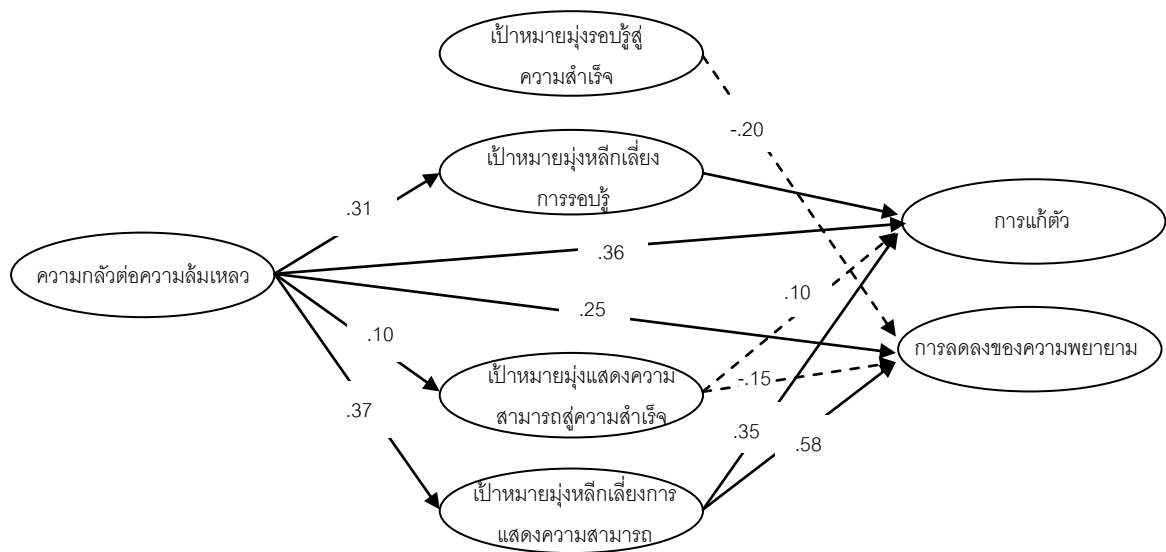 เป้าหมายมุ่งรอบรู้สู่
ความสำเร็จ
-.20
เป้าหมายมุ่งหลีกเลี่ยง
การรอบรู้
.31
การแก้ตัว
.36
ความกลัวต่อความล้มเหลว
.10
.25
.10
การลดลงของความพยายาม
เป้าหมายมุ่งแสดงความ
สามารถสู่ความสำเร็จ
-.15
.37
.35
.58
เป้าหมายมุ่งหลีกเลี่ยงการ
แสดงความสามารถ